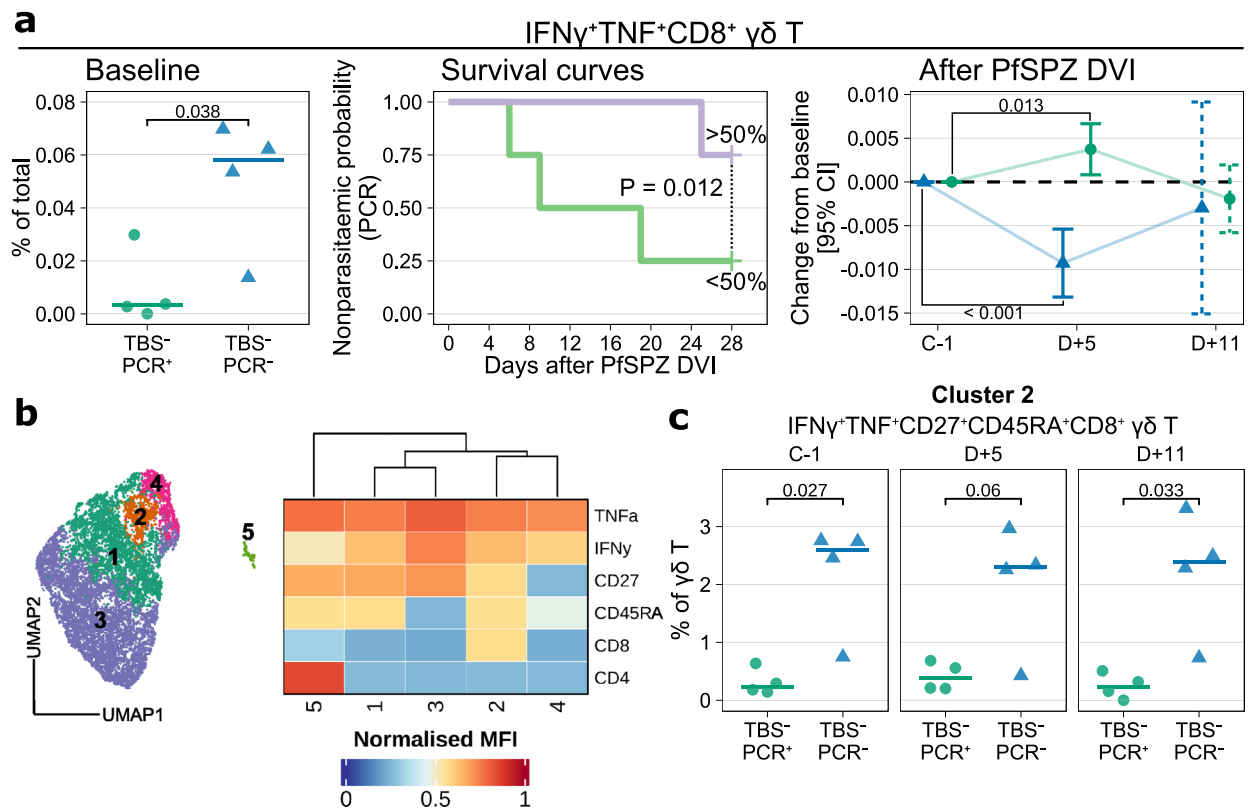 a
IFNγ⁺TNF⁺CD8⁺ γδ T
Baseline
% of total
0.08
0.06
0.04
0.02
0.00
0.038
TBS⁻ PCR⁺
TBS⁻ PCR⁻
Survival curves
Nonparasitaemic probability
(PCR)
1.00
0.75
0.50
0.25
0.00
>50%
P = 0.012
<50%
0 4 8 12 16 20 24 28
Days after PfSPZ DVI
After PfSPZ DVI
Change from baseline
[95% CI]
0.010
0.005
0.000
-0.005
-0.010
-0.015
0.013
< 0.001
C-1 D+5 D+11
b
4
2
1
3
5
UMAP2
UMAP1
TNFa
IFNy
CD27
CD45RA
CD8
CD4
5 1 3 2 4
Normalised MFI
0 0.5 1
c
Cluster 2
IFNγ⁺TNF⁺CD27⁺CD45RA⁺CD8⁺ γδ T
C-1 D+5 D+11
% of γδ T
3
2
1
0
0.027 0.06 0.033
TBS⁻ TBS⁻ TBS⁻ TBS⁻ TBS⁻ TBS⁻
PCR⁺ PCR⁻ PCR⁺ PCR⁻ PCR⁺ PCR⁻